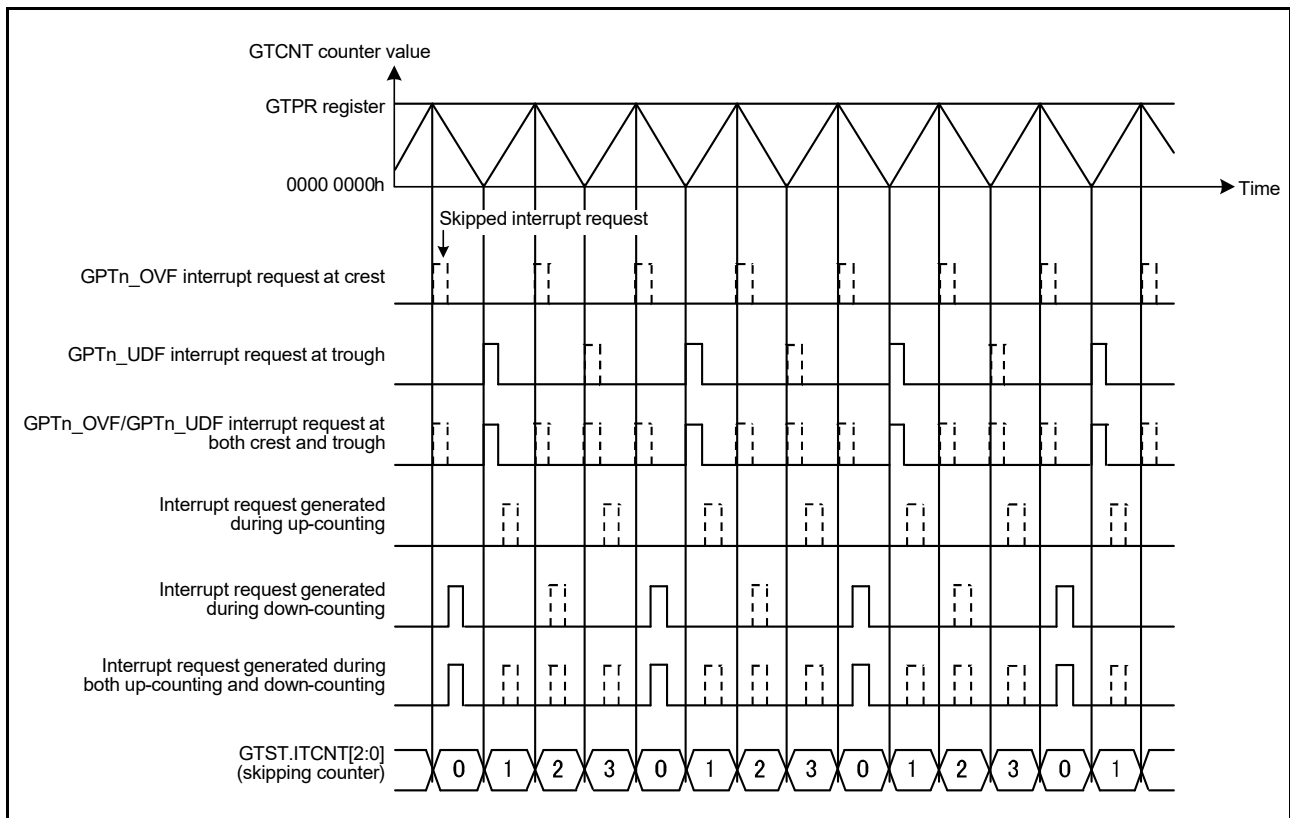 GTCNT counter value
GTPR register
0000 0000h
Time
Skipped interrupt request
GPTn_OVF interrupt request at crest
GPTn_UDF interrupt request at trough
GPTn_OVF/GPTn_UDF interrupt request at
both crest and trough
Interrupt request generated
during up-counting
Interrupt request generated
during down-counting
Interrupt request generated during
both up-counting and down-counting
GTST.ITCNT[2:0]
(skipping counter)
0 1 2 3 0 1 2 3 0 1 2 3 0 1